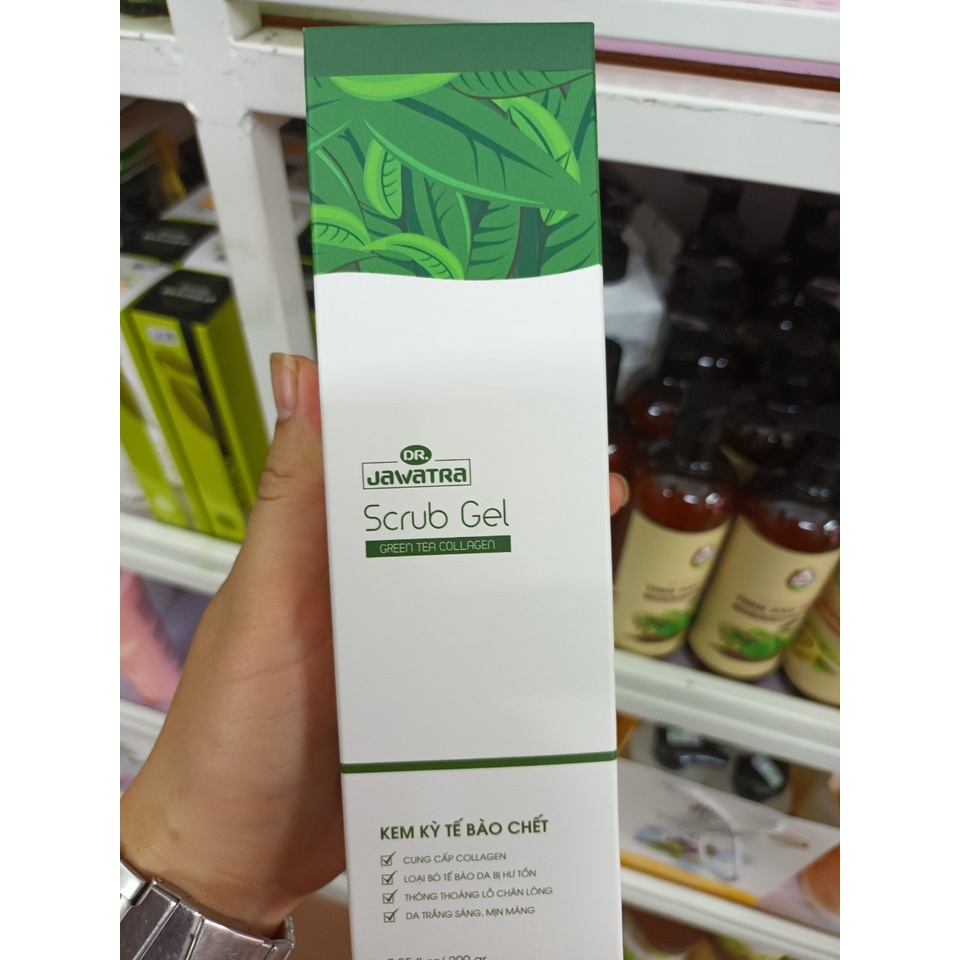 DR.
JAWATRA
Scrub Gel
GREEN TEA COLLAGEN
KEM KỲ TẾ BÀO CHẾT
CUNG CẤP COLLAGEN
LOẠI BỎ TẾ BÀO DA BỊ HƯ TỔN
THÔNG THOÁNG LỖ CHÂN LÔNG
DA TRẮNG SÁNG, MỊN MÀNG